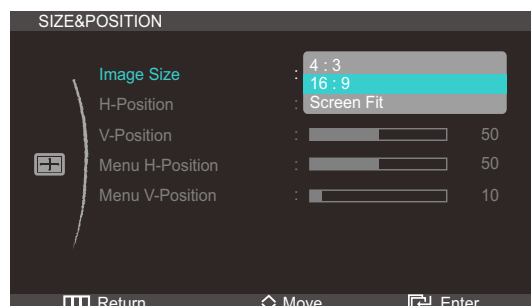 SIZE&POSITION
Image Size : 4 : 3
16 : 9
H-Position : Screen Fit
V-Position : 50
Menu H-Position : 50
Menu V-Position : 10
Return Move Enter